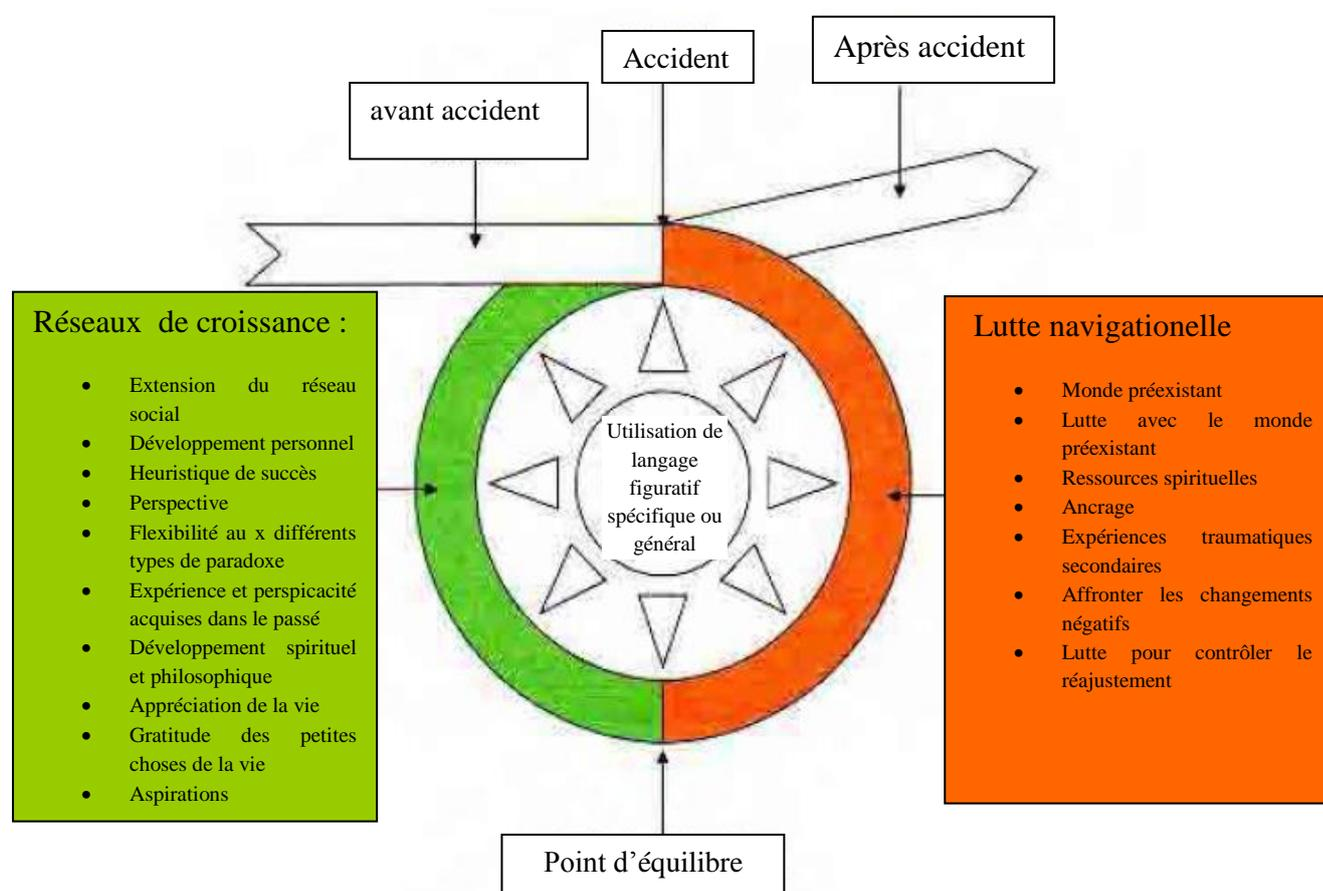 Accident
Après accident
avant accident
Réseaux de croissance :
• Extension du réseau
social
• Développement personnel
• Heuristique de succès
• Perspective
• Flexibilité au x différents
types de paradoxe
• Expérience et perspicacité
acquises dans le passé
• Développement spirituel
et philosophique
• Appréciation de la vie
• Gratitude des petites
choses de la vie
• Aspirations
Utilisation de
langage
figuratif
spécifique ou
général
Lutte navigationelle
• Monde préexistant
• Lutte avec le monde
préexistant
• Ressources spirituelles
• Ancrage
• Expériences traumatiques
secondaires
• Affronter les changements
négatifs
• Lutte pour contrôler le
réajustement
Point d’équilibre